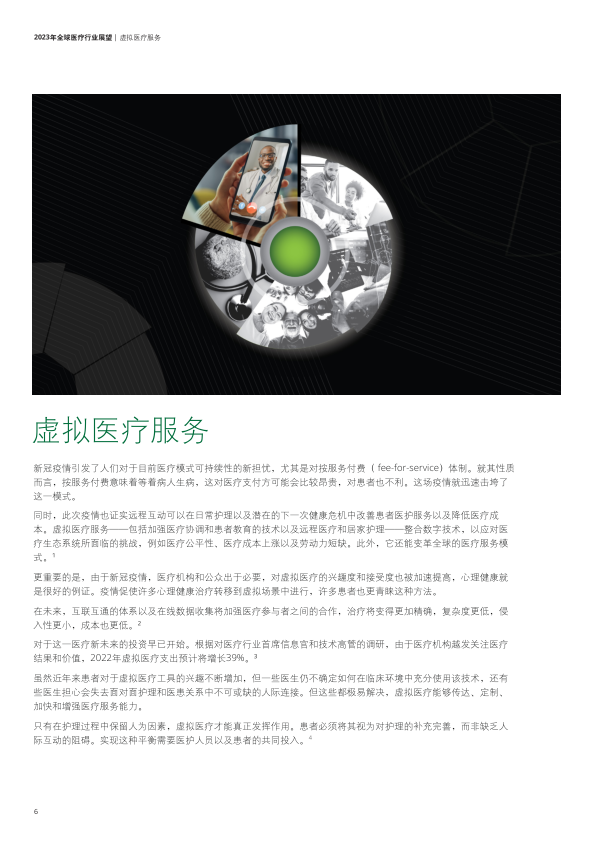 2023年全球医疗行业展望 | 虚拟医疗服务
虚拟医疗服务
新冠疫情引发了人们对于目前医疗模式可持续性的新担忧，尤其是对按服务付费（ fee-for-service）体制。就其性质
而言，按服务付费意味着等着病人生病，这对医疗支付方可能会比较昂贵，对患者也不利。这场疫情就迅速击垮了
这一模式。
同时，此次疫情也证实远程互动可以在日常护理以及潜在的下一次健康危机中改善患者医护服务以及降低医疗成
本。虚拟医疗服务——包括加强医疗协调和患者教育的技术以及远程医疗和居家护理——整合数字技术，以应对医
疗生态系统所面临的挑战，例如医疗公平性、医疗成本上涨以及劳动力短缺。此外，它还能变革全球的医疗服务模
式。1
更重要的是，由于新冠疫情，医疗机构和公众出于必要，对虚拟医疗的兴趣度和接受度也被加速提高，心理健康就
是很好的例证。疫情促使许多心理健康治疗转移到虚拟场景中进行，许多患者也更青睐这种方法。
在未来，互联互通的体系以及在线数据收集将加强医疗参与者之间的合作，治疗将变得更加精确，复杂度更低，侵
入性更小，成本也更低。2
对于这一医疗新未来的投资早已开始。根据对医疗行业首席信息官和技术高管的调研，由于医疗机构越发关注医疗
结果和价值，2022年虚拟医疗支出预计将增长39%。3
虽然近年来患者对于虚拟医疗工具的兴趣不断增加，但一些医生仍不确定如何在临床环境中充分使用该技术，还有
些医生担心会失去面对面护理和医患关系中不可或缺的人际连接。但这些都极易解决，虚拟医疗能够传达、定制、
加快和增强医疗服务能力。
只有在护理过程中保留人为因素，虚拟医疗才能真正发挥作用。患者必须将其视为对护理的补充完善，而非缺乏人
际互动的阻碍。实现这种平衡需要医护人员以及患者的共同投入。4
6